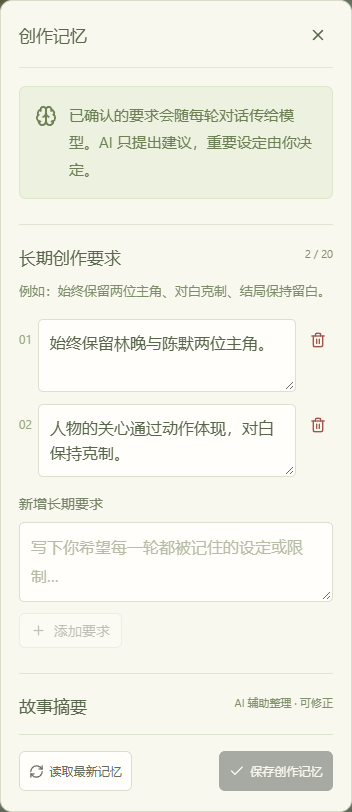 创作记忆
已确认的要求会随每轮对话传给模
型。AI 只提出建议，重要设定由你决
定。
长期创作要求
2 / 20
例如：始终保留两位主角、对白克制、结局保持留白。
01
始终保留林晚与陈默两位主角。
02
人物的关心通过动作体现，对白
保持克制。
新增长期要求
写下你希望每一轮都被记住的设定或限
制...
添加要求
故事摘要
AI 辅助整理 · 可修正
读取最新记忆
保存创作记忆